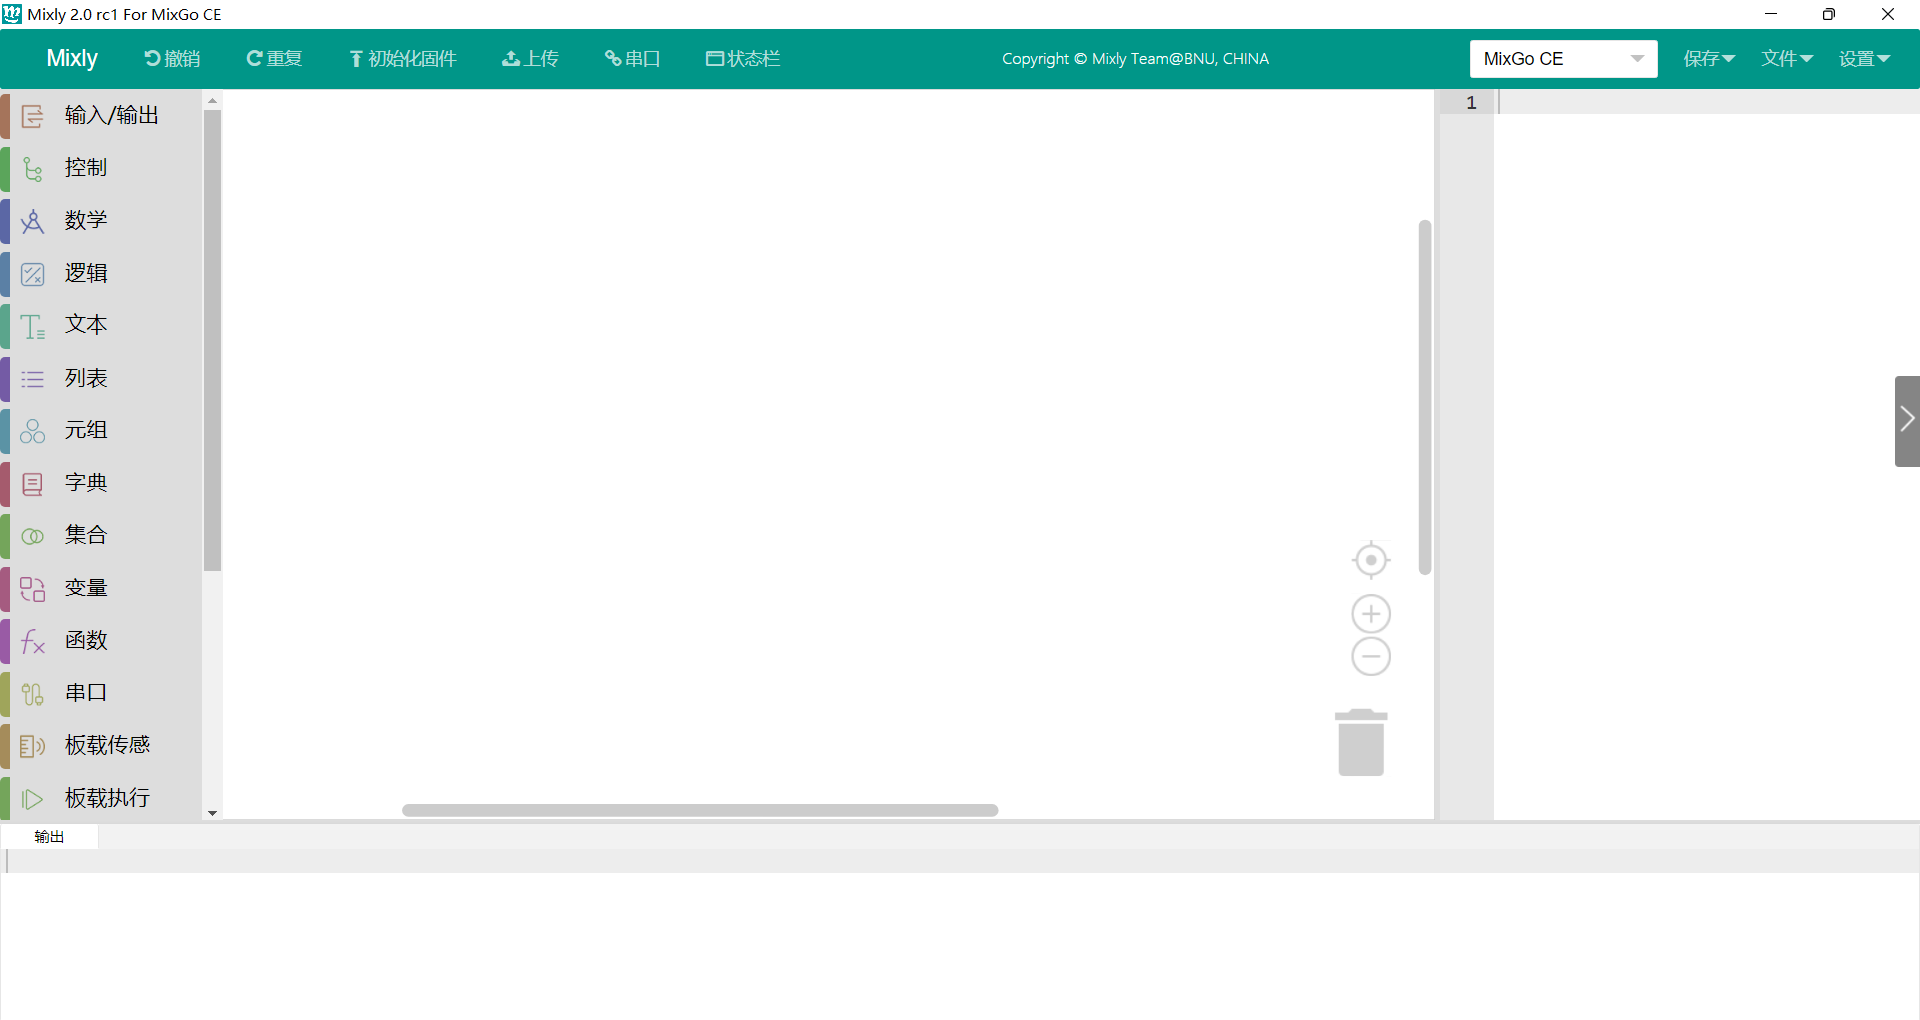 Mixly 2.0 rc1 For MixGo CE
Mixly 撤销 重复 初始化固件 上传 串口 状态栏 Copyright © Mixly Team@BNU, CHINA MixGo CE 保存 文件 设置
输入/输出
控制
数学
逻辑
文本
列表
元组
字典
集合
变量
函数
串口
板载传感
板载执行
1
输出